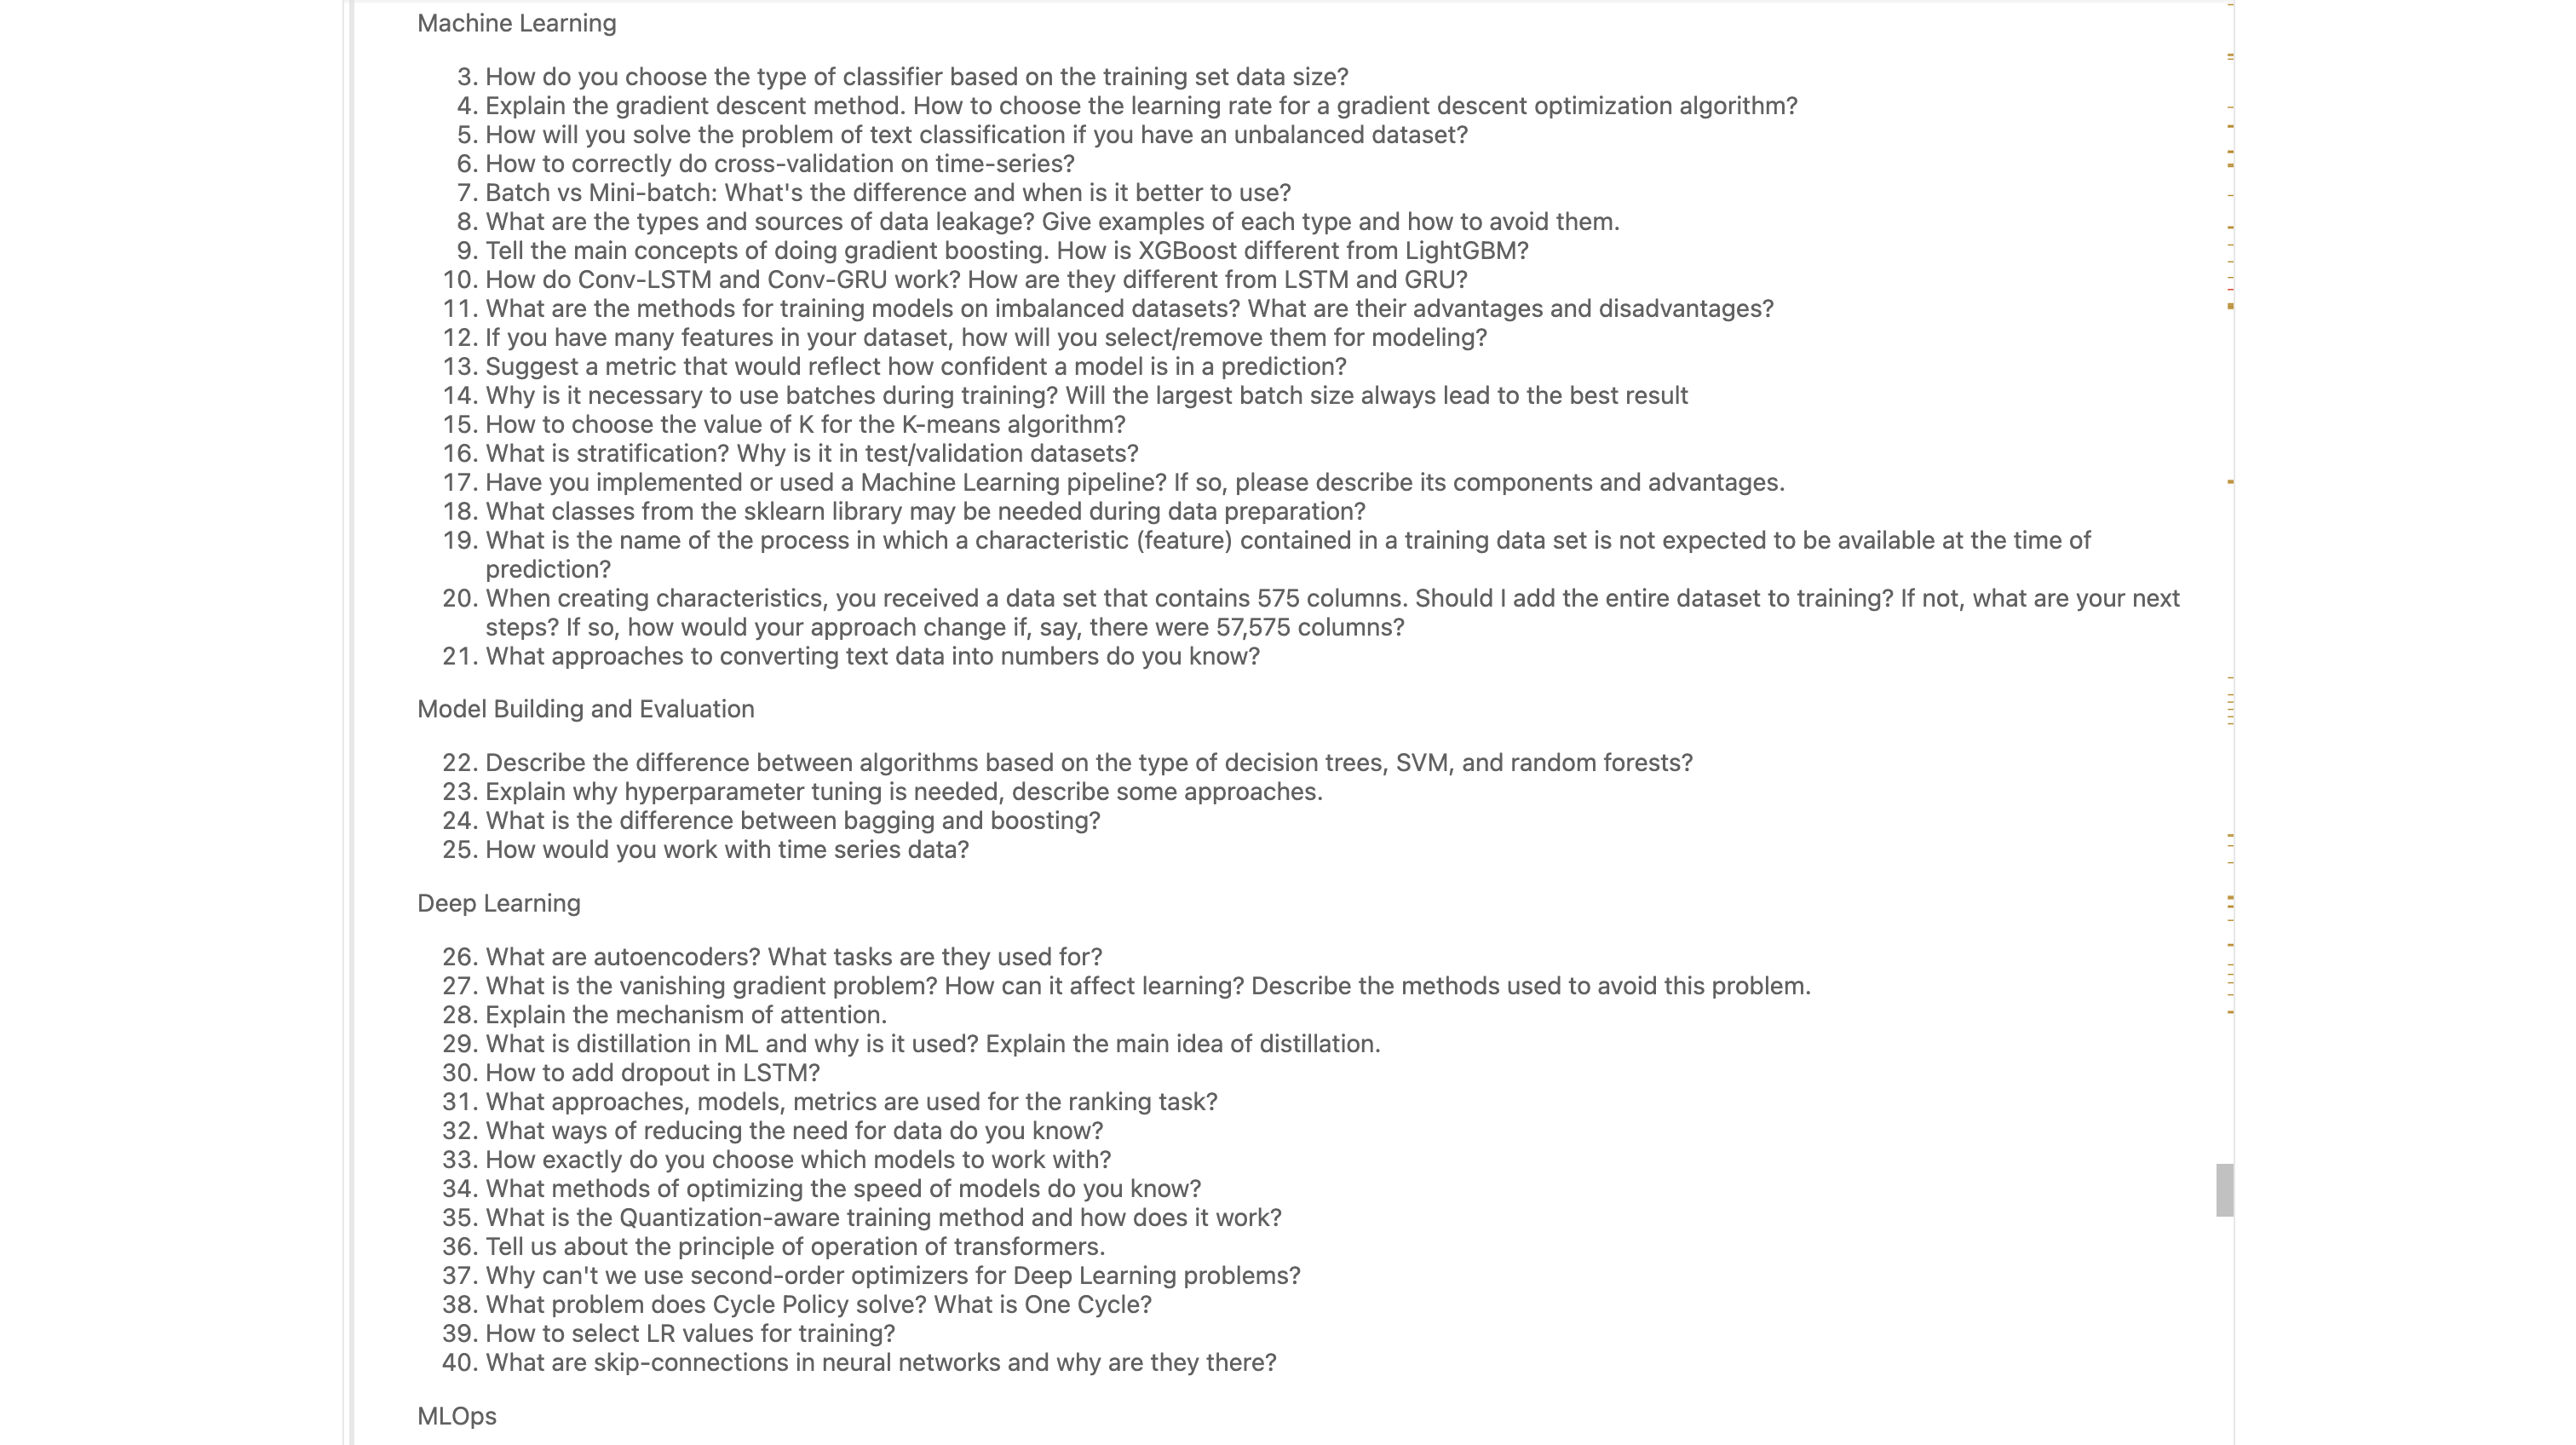 Machine Learning
3. How do you choose the type of classifier based on the training set data size?
4. Explain the gradient descent method. How to choose the learning rate for a gradient descent optimization algorithm?
5. How will you solve the problem of text classification if you have an unbalanced dataset?
6. How to correctly do cross-validation on time-series?
7. Batch vs Mini-batch: What's the difference and when is it better to use?
8. What are the types and sources of data leakage? Give examples of each type and how to avoid them.
9. Tell the main concepts of doing gradient boosting. How is XGBoost different from LightGBM?
10. How do Conv-LSTM and Conv-GRU work? How are they different from LSTM and GRU?
11. What are the methods for training models on imbalanced datasets? What are their advantages and disadvantages?
12. If you have many features in your dataset, how will you select/remove them for modeling?
13. Suggest a metric that would reflect how confident a model is in a prediction?
14. Why is it necessary to use batches during training? Will the largest batch size always lead to the best result
15. How to choose the value of K for the K-means algorithm?
16. What is stratification? Why is it in test/validation datasets?
17. Have you implemented or used a Machine Learning pipeline? If so, please describe its components and advantages.
18. What classes from the sklearn library may be needed during data preparation?
19. What is the name of the process in which a characteristic (feature) contained in a training data set is not expected to be available at the time of
prediction?
20. When creating characteristics, you received a data set that contains 575 columns. Should I add the entire dataset to training? If not, what are your next
steps? If so, how would your approach change if, say, there were 57,575 columns?
21. What approaches to converting text data into numbers do you know?
Model Building and Evaluation
22. Describe the difference between algorithms based on the type of decision trees, SVM, and random forests?
23. Explain why hyperparameter tuning is needed, describe some approaches.
24. What is the difference between bagging and boosting?
25. How would you work with time series data?
Deep Learning
26. What are autoencoders? What tasks are they used for?
27. What is the vanishing gradient problem? How can it affect learning? Describe the methods used to avoid this problem.
28. Explain the mechanism of attention.
29. What is distillation in ML and why is it used? Explain the main idea of distillation.
30. How to add dropout in LSTM?
31. What approaches, models, metrics are used for the ranking task?
32. What ways of reducing the need for data do you know?
33. How exactly do you choose which models to work with?
34. What methods of optimizing the speed of models do you know?
35. What is the Quantization-aware training method and how does it work?
36. Tell us about the principle of operation of transformers.
37. Why can't we use second-order optimizers for Deep Learning problems?
38. What problem does Cycle Policy solve? What is One Cycle?
39. How to select LR values for training?
40. What are skip-connections in neural networks and why are they there?
MLOps